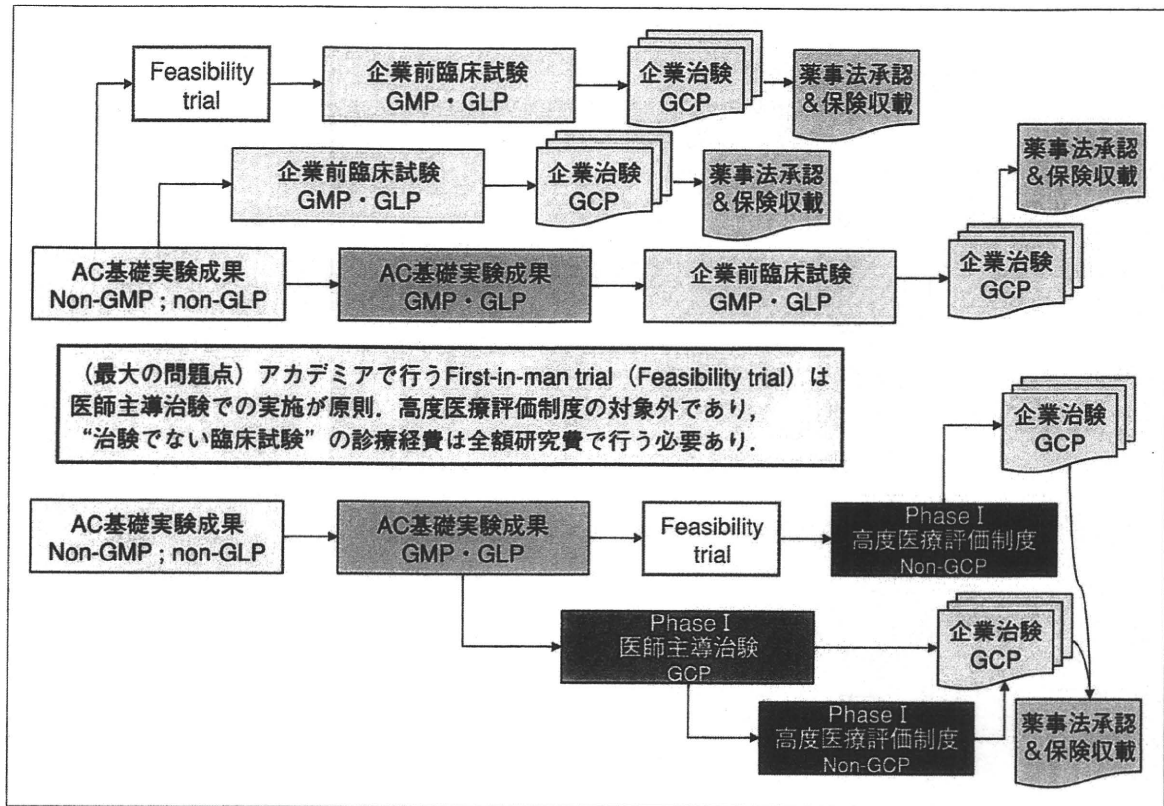 Feasibility
trial
企業前臨床試験
GMP・GLP
企業治験
GCP
薬事法承認
＆保険収載
企業前臨床試験
GMP・GLP
企業治験
GCP
薬事法承認
＆保険収載
薬事法承認
＆保険収載
AC基礎実験成果
Non-GMP ; non-GLP
AC基礎実験成果
GMP・GLP
企業前臨床試験
GMP・GLP
企業治験
GCP
（最大の問題点）アカデミアで行うFirst-in-man trial（Feasibility trial）は
医師主導治験での実施が原則．高度医療評価制度の対象外であり，
“治験でない臨床試験”の診療経費は全額研究費で行う必要あり．
企業治験
GCP
AC基礎実験成果
Non-GMP ; non-GLP
AC基礎実験成果
GMP・GLP
Feasibility
trial
Phase Ⅰ
高度医療評価制度
Non-GCP
Phase Ⅰ
医師主導治験
GCP
企業治験
GCP
Phase Ⅰ
高度医療評価制度
Non-GCP
薬事法承認
＆保険収載